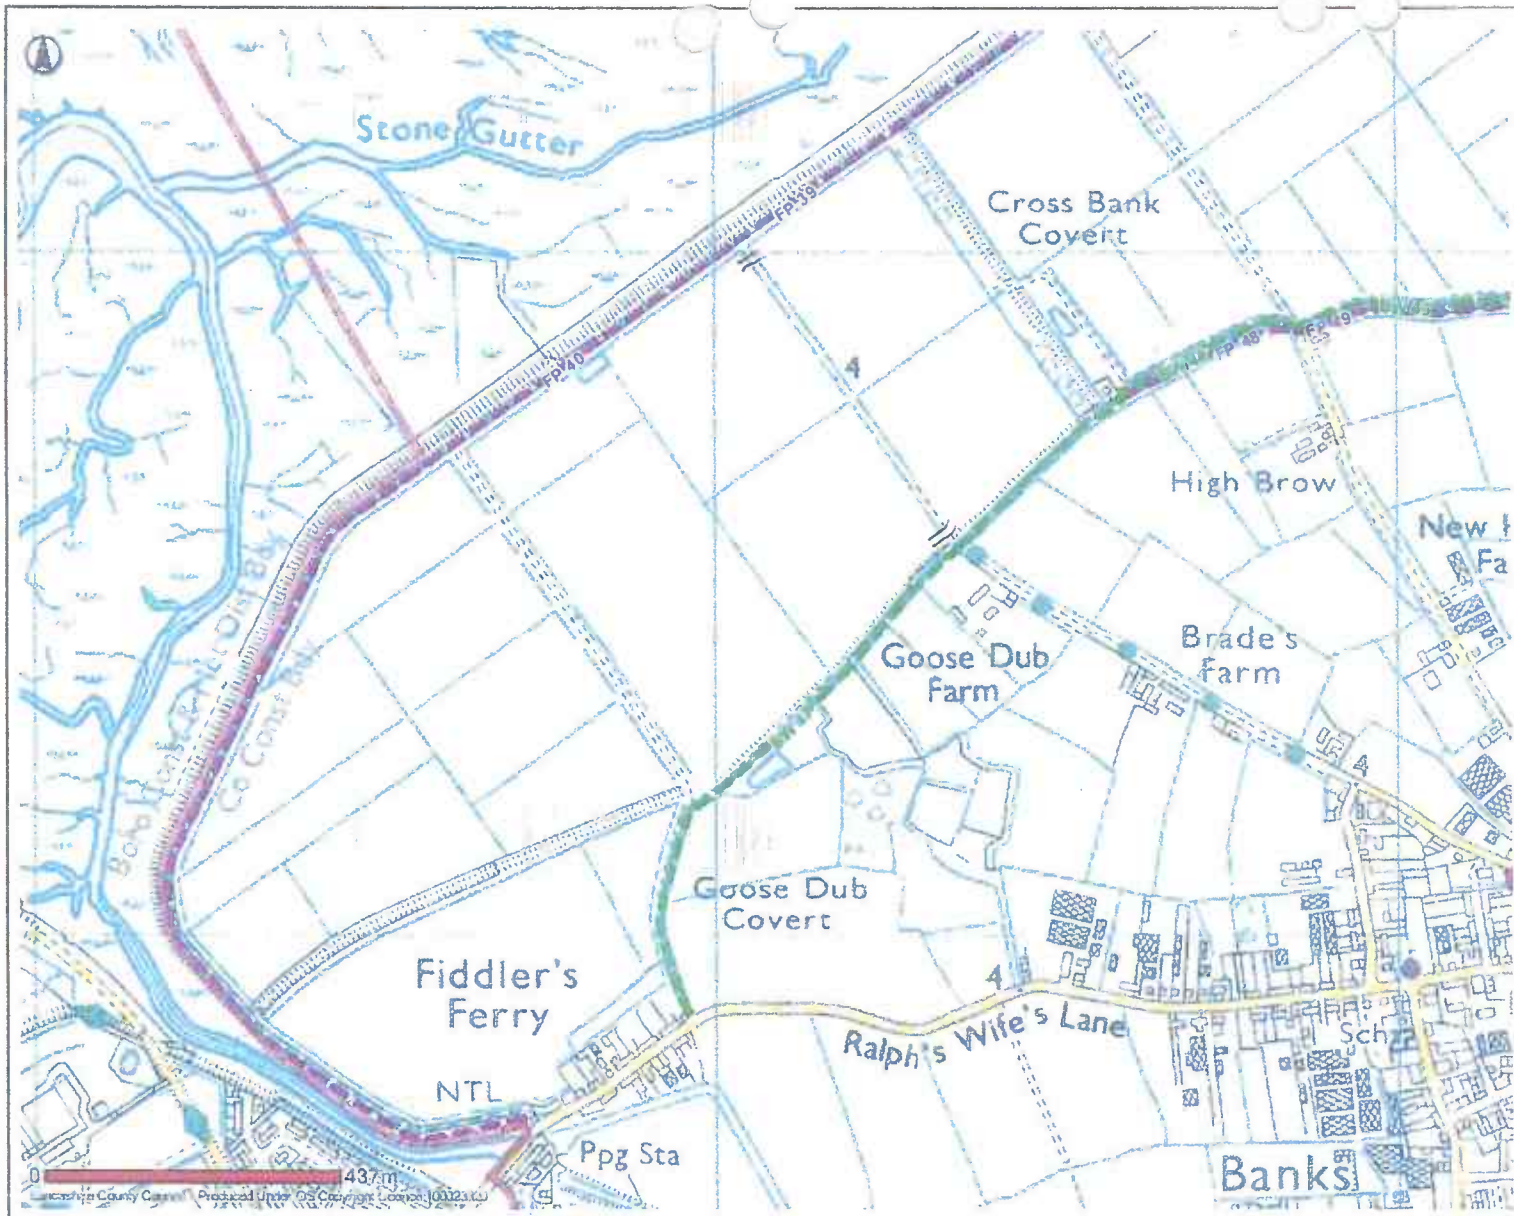 Stone Gutter
FP 39
Cross Bank
Covert
FP 40
4
FP 48
FP 49
High Brow
New
Fa
Co Const
Goose Dub
Farm
Brade's
Farm
4
Goose Dub
Covert
Fiddler's
Ferry
4
Ralph's Wife's Lane
Sch
NTL
Ppg Sta
Banks
0
437m
Lancashire County Council Produced Under OS Copyright Licence